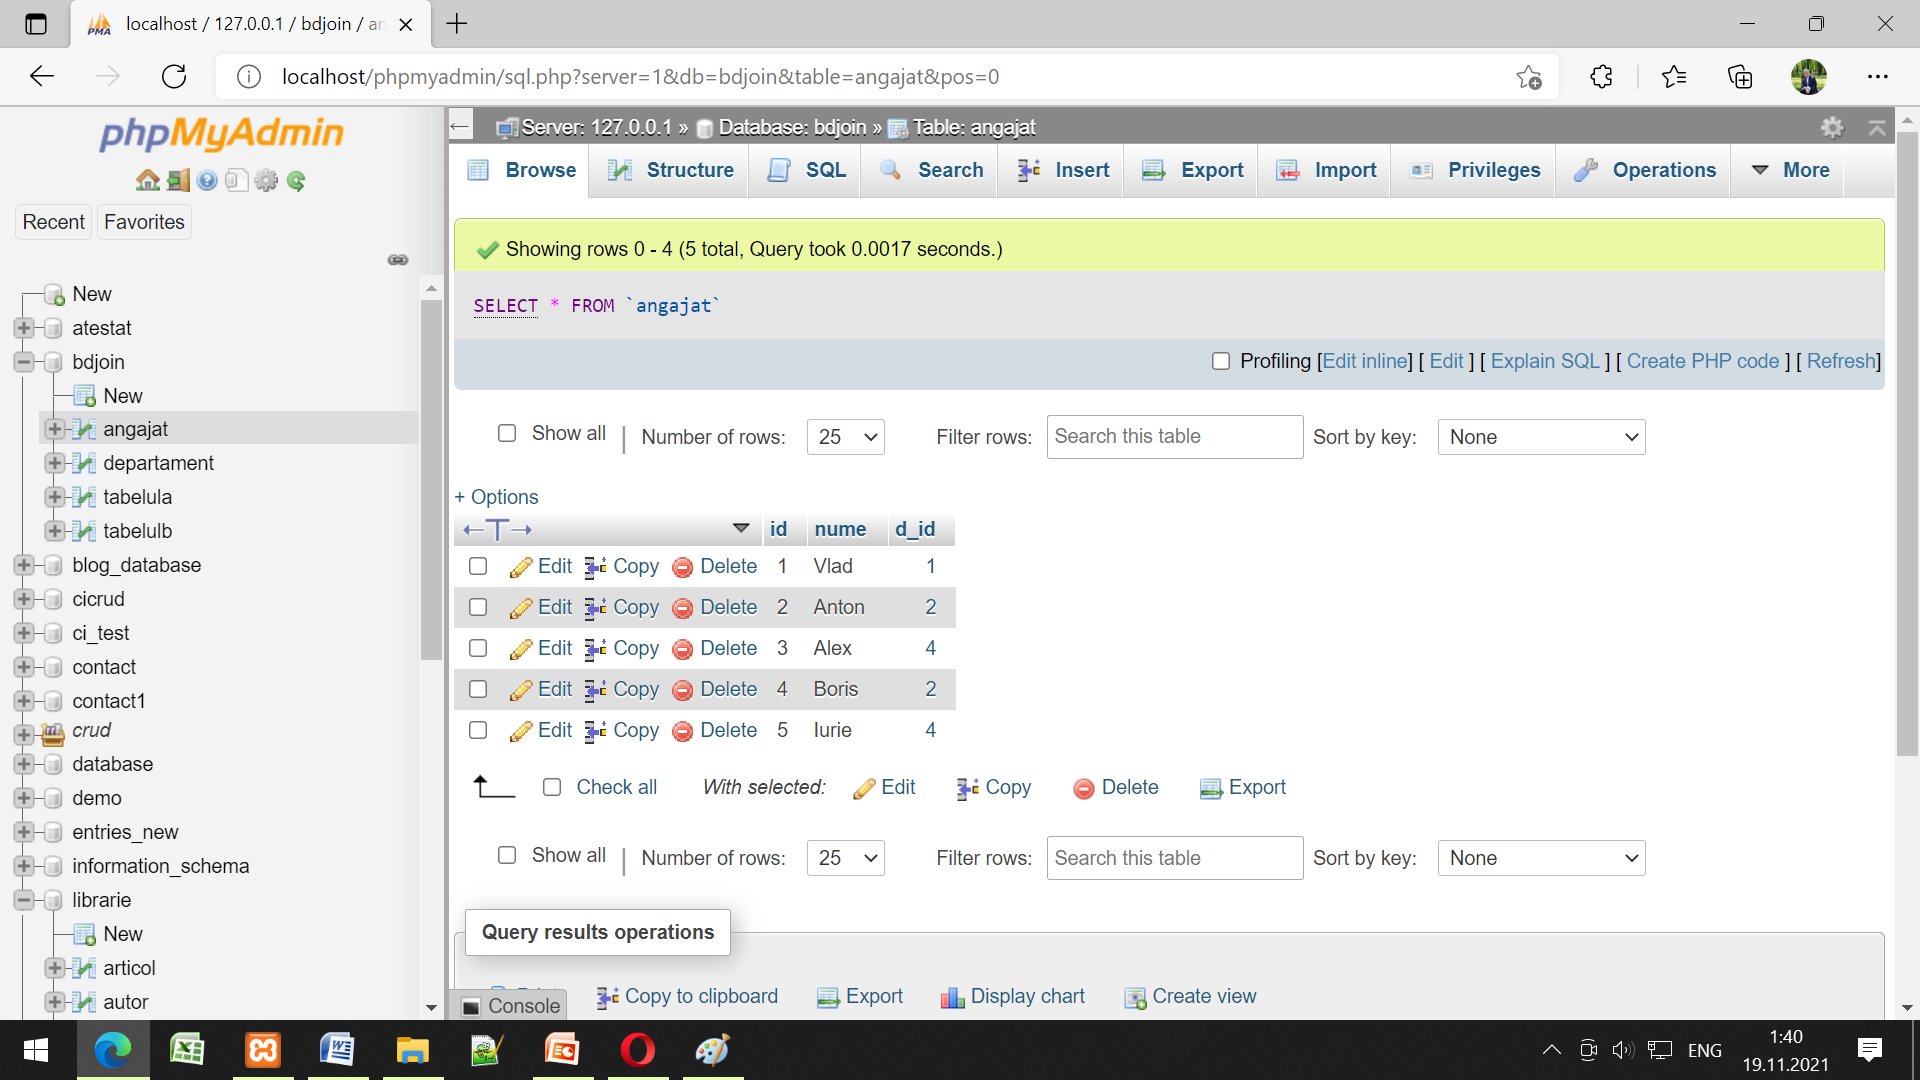 localhost / 127.0.0.1 / bdjoin / an
localhost/phpmyadmin/sql.php?server=1&db=bdjoin&table=angajat&pos=0
phpMyAdmin
Recent Favorites
New
atestat
bdjoin
New
angajat
departament
tabelula
tabelulb
blog_database
cicrud
ci_test
contact
contact1
crud
database
demo
entries_new
information_schema
librarie
New
articol
autor
Server: 127.0.0.1 » Database: bdjoin » Table: angajat
Browse Structure SQL Search Insert Export Import Privileges Operations More
Showing rows 0 - 4 (5 total, Query took 0.0017 seconds.)
SELECT * FROM `angajat`
Profiling [Edit inline] [ Edit ] [ Explain SQL ] [ Create PHP code ] [ Refresh]
Show all | Number of rows: 25 Filter rows: Search this table Sort by key: None
+ Options
←T→ id nume d_id
Edit Copy Delete 1 Vlad 1
Edit Copy Delete 2 Anton 2
Edit Copy Delete 3 Alex 4
Edit Copy Delete 4 Boris 2
Edit Copy Delete 5 Iurie 4
Check all With selected: Edit Copy Delete Export
Show all | Number of rows: 25 Filter rows: Search this table Sort by key: None
Query results operations
Copy to clipboard Export Display chart Create view
Console
ENG
1:40
19.11.2021